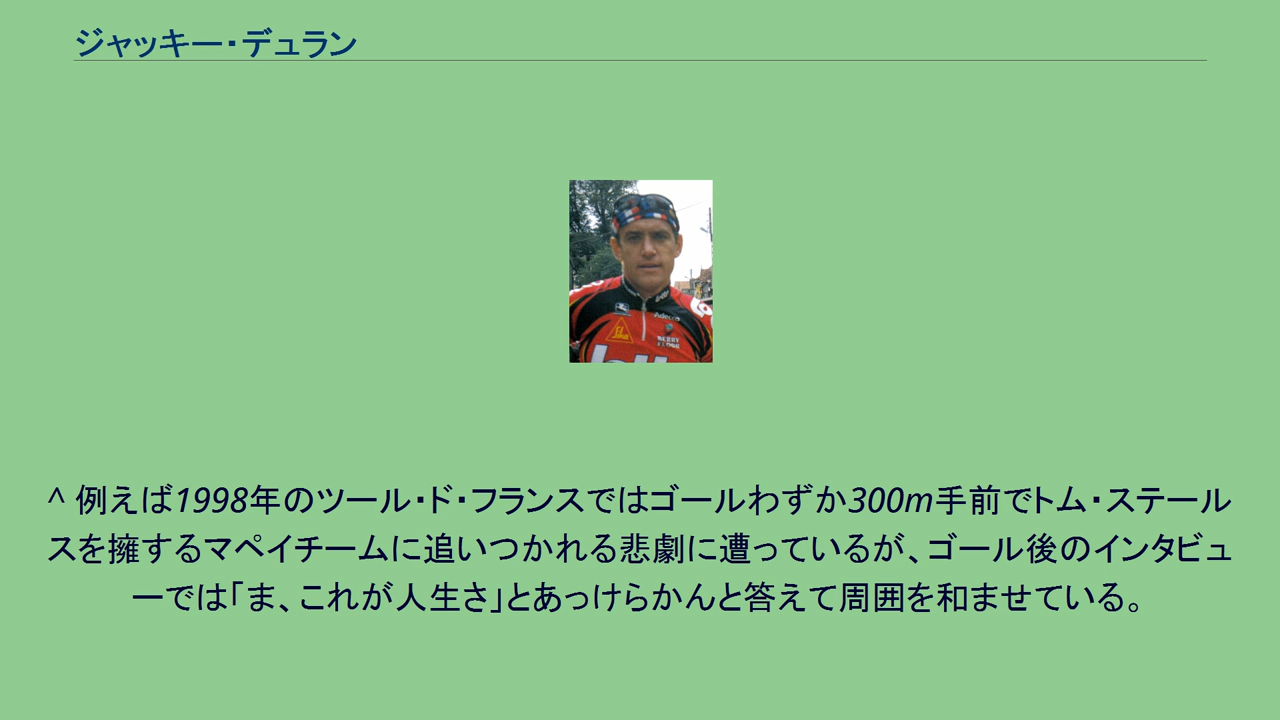 ジャッキー・デュラン
Adecco
Sika
^ 例えば1998年のツール・ド・フランスではゴールわずか300m手前でトム・ステール
スを擁するマペイチームに追いつかれる悲劇に遭っているが、ゴール後のインタビュ
ーでは「ま、これが人生さ」とあっけらかんと答えて周囲を和ませている。